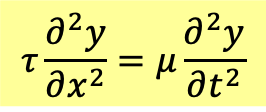 τ ∂²y/∂x² = μ ∂²y/∂t²